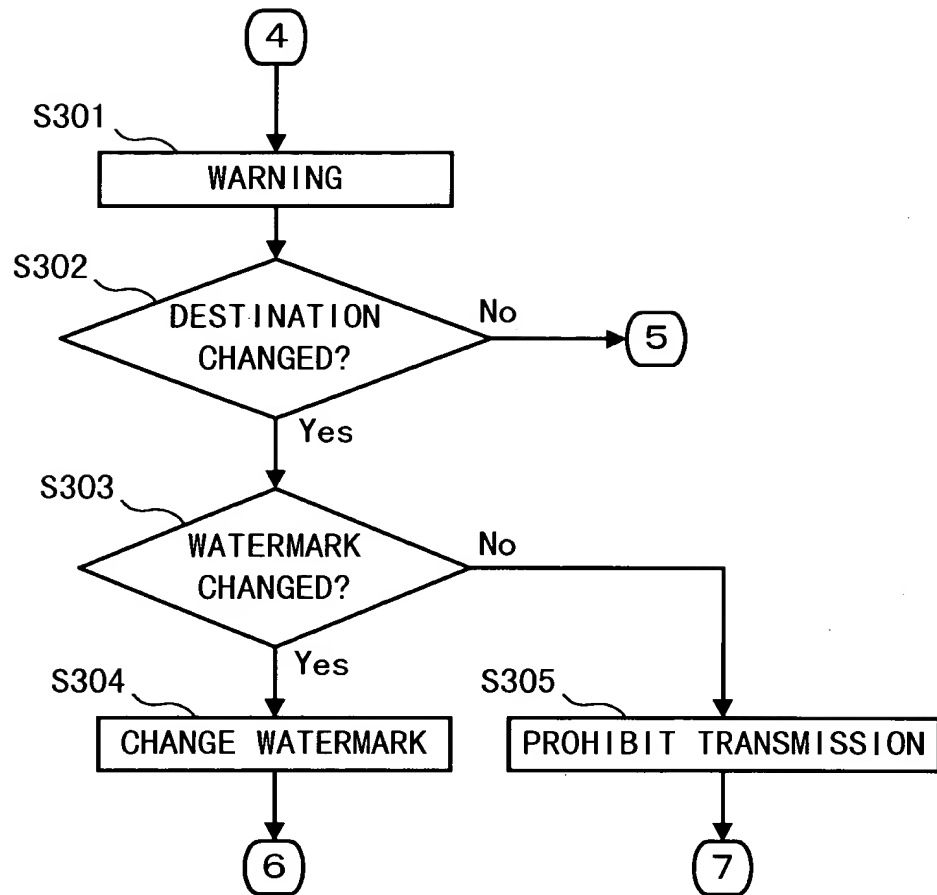 4
S301
WARNING
S302
DESTINATION
CHANGED?
No
5
Yes
S303
WATERMARK
CHANGED?
No
Yes
S304
CHANGE WATERMARK
S305
PROHIBIT TRANSMISSION
6
7